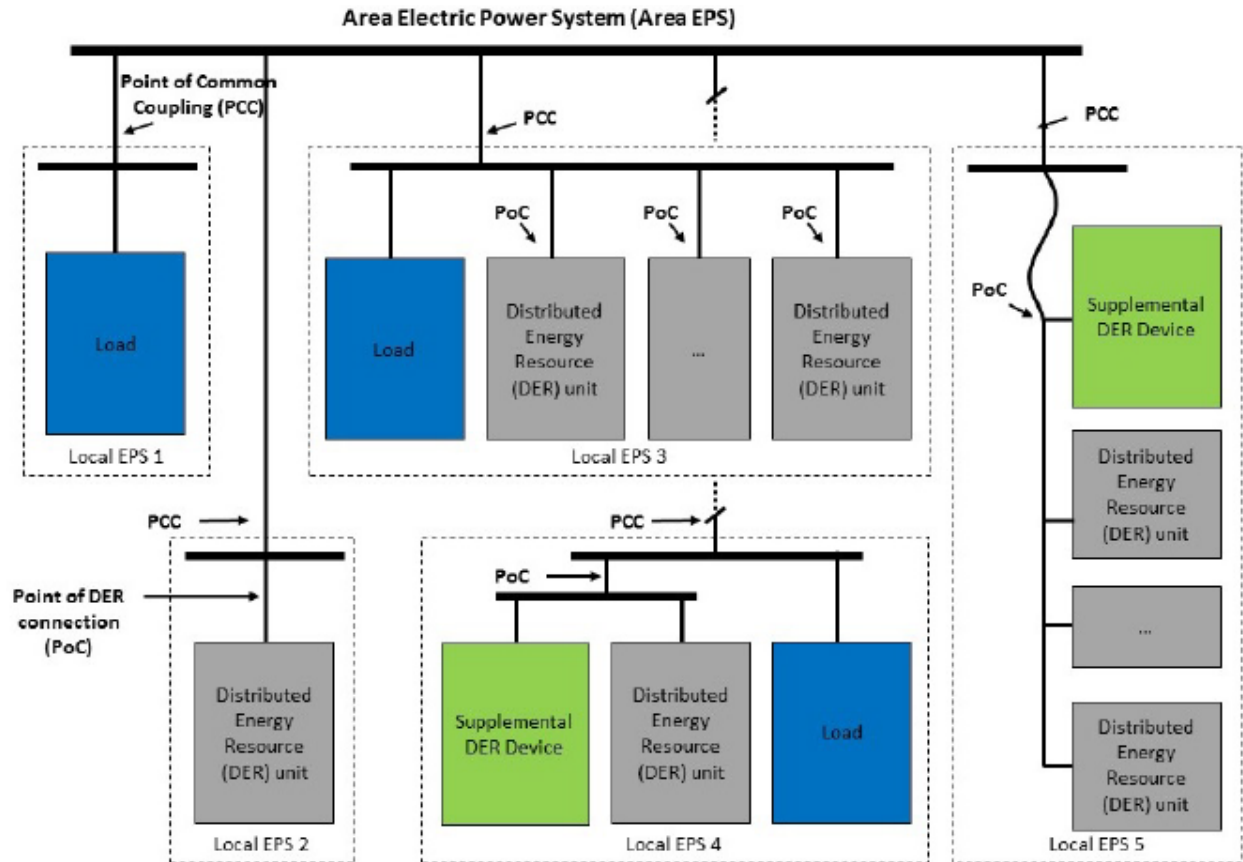 Area Electric Power System (Area EPS)
Point of Common
Coupling (PCC)
PCC
PCC
Load
Local EPS 1
PoC
PoC
PoC
Load
Distributed
Energy
Resource
(DER) unit
...
Distributed
Energy
Resource
(DER) unit
Local EPS 3
PoC
Supplemental
DER Device
Distributed
Energy
Resource
(DER) unit
...
Distributed
Energy
Resource
(DER) unit
Local EPS 5
PCC
Point of DER
connection
(PoC)
Distributed
Energy
Resource
(DER) unit
Local EPS 2
PCC
PoC
Supplemental
DER Device
Distributed
Energy
Resource
(DER) unit
Load
Local EPS 4